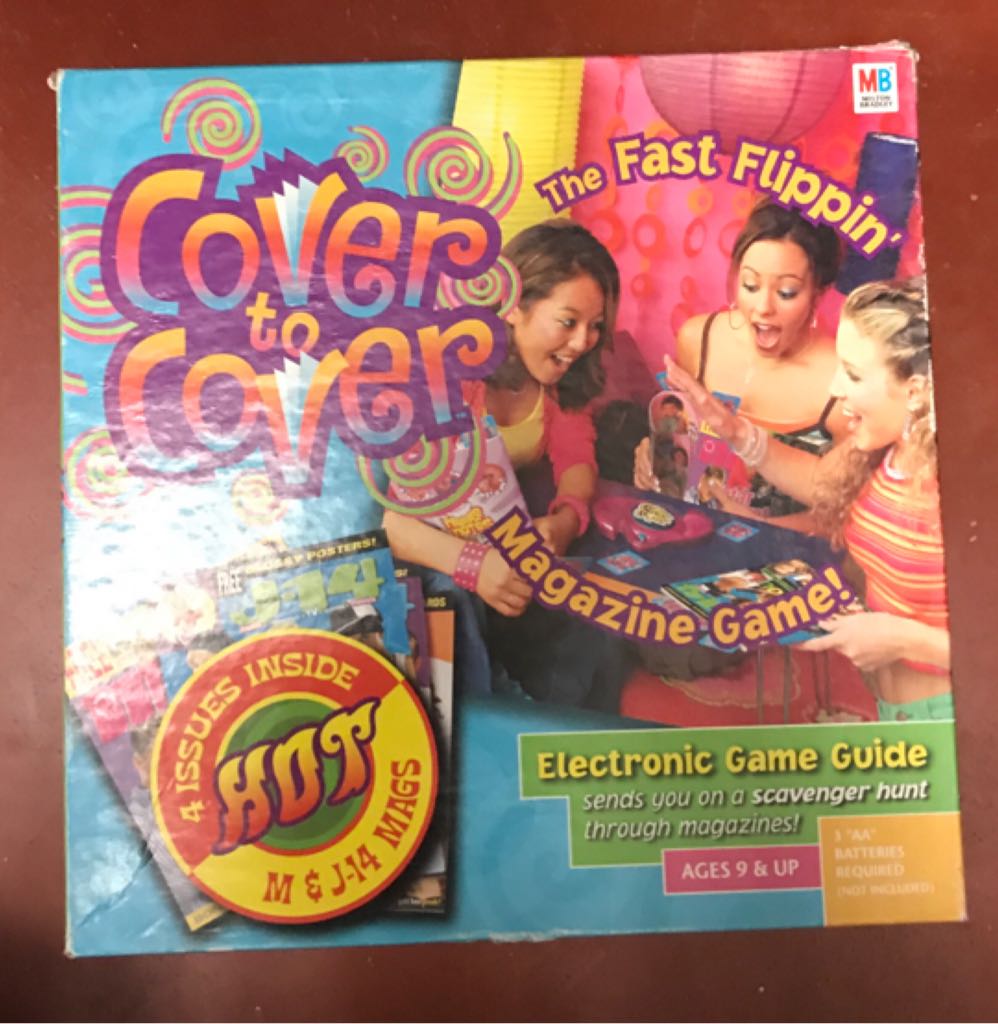 MB
MILTON
BRADLEY
The Fast Flippin'
Cover
to
Cover
Magazine Game!
POSTERS!
FREE
J-14
4 ISSUES INSIDE
HOT
M & J-14 MAGS
Electronic Game Guide
sends you on a scavenger hunt
through magazines!
AGES 9 & UP
3 "AA"
BATTERIES
REQUIRED
(NOT INCLUDED)